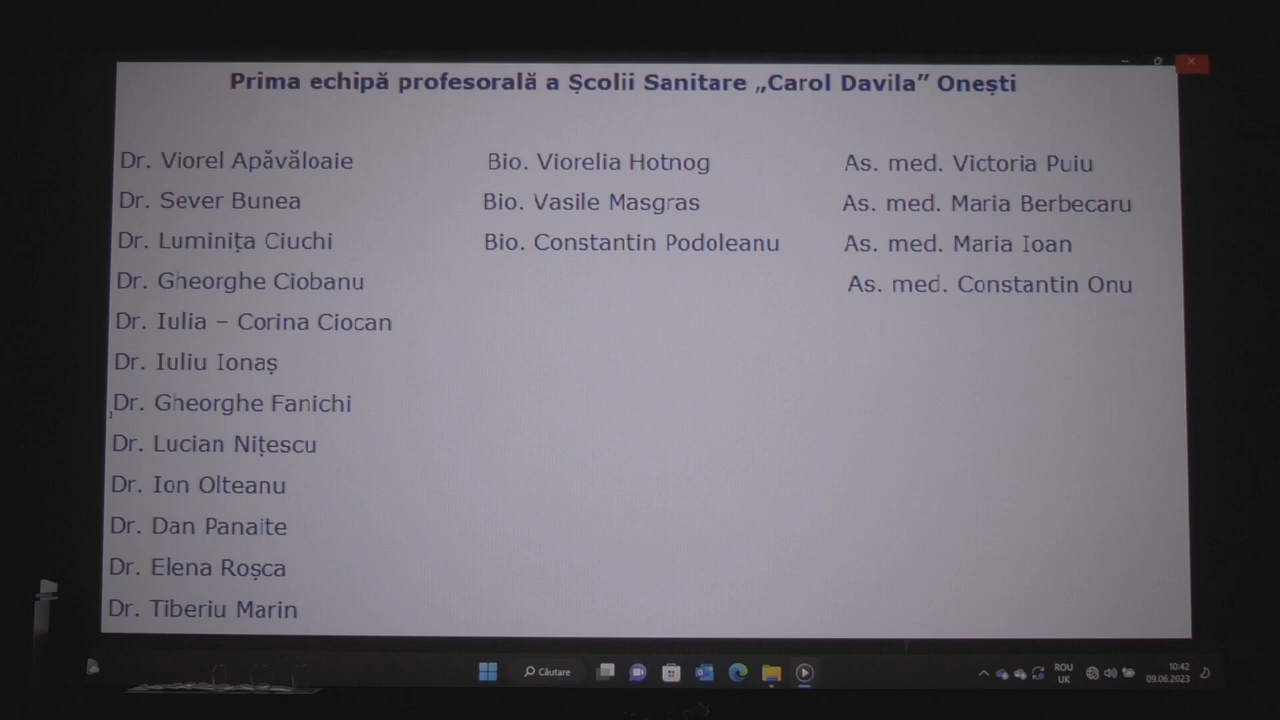 Prima echipă profesorală a Școlii Sanitare „Carol Davila” Onești
Dr. Viorel Apăvăloaie
Dr. Sever Bunea
Dr. Luminița Ciuchi
Dr. Gheorghe Ciobanu
Dr. Iulia – Corina Ciocan
Dr. Iuliu Ionaș
Dr. Gheorghe Fanichi
Dr. Lucian Nițescu
Dr. Ion Olteanu
Dr. Dan Panaite
Dr. Elena Roșca
Dr. Tiberiu Marin
Bio. Viorelia Hotnog
Bio. Vasile Masgras
Bio. Constantin Podoleanu
As. med. Victoria Puiu
As. med. Maria Berbecaru
As. med. Maria Ioan
As. med. Constantin Onu
Căutare
ROU
UK
10:42
09.06.2023